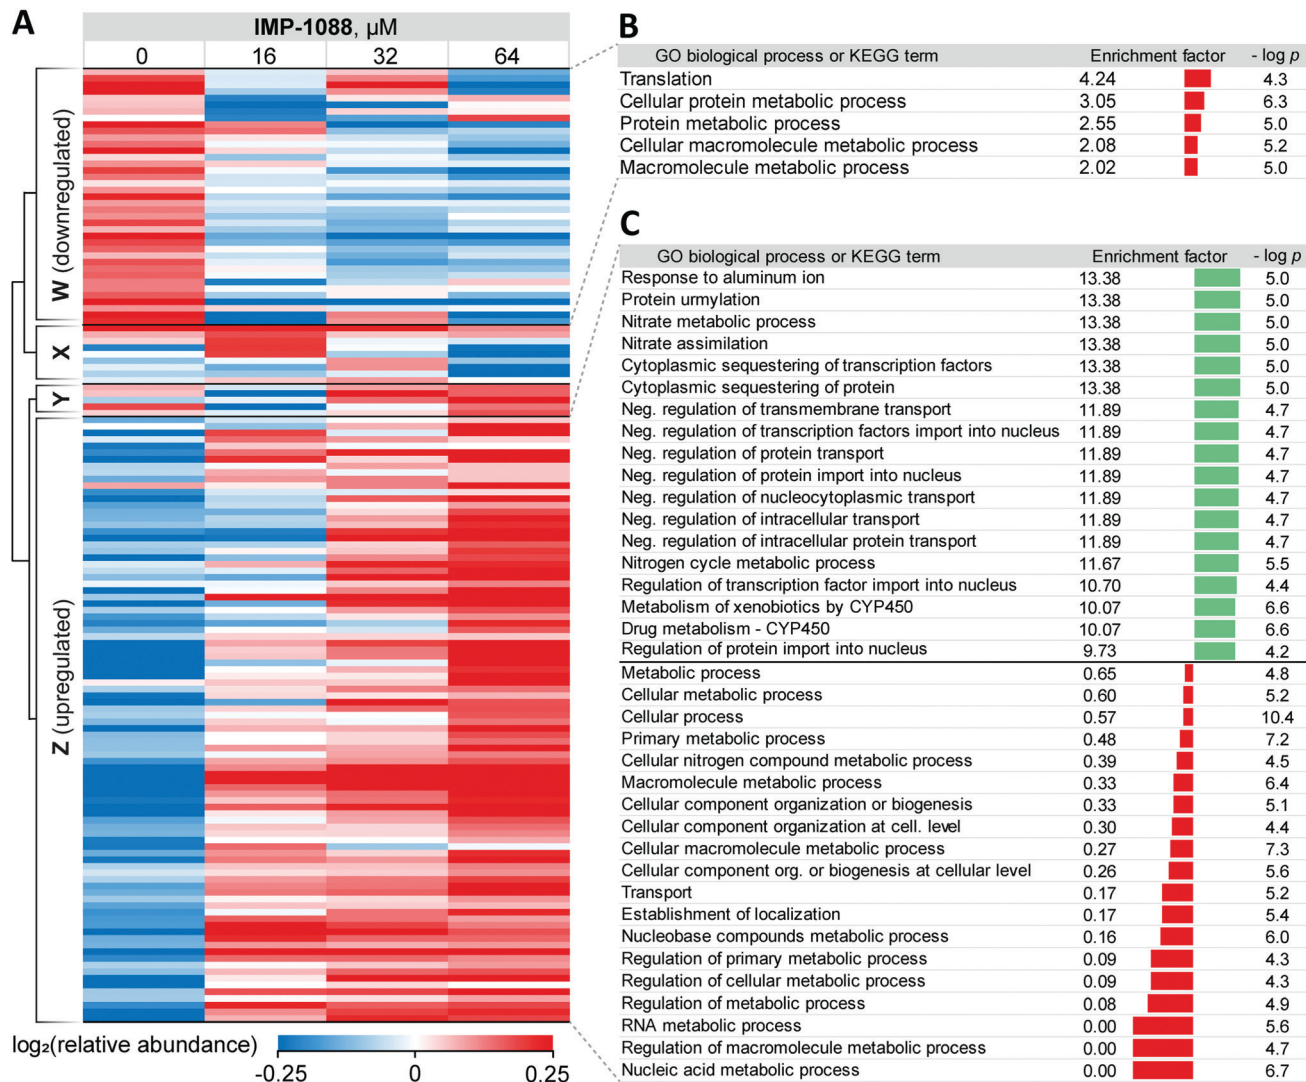 A
IMP-1088, µM
0 16 32 64
W (downregulated)
X
Y
Z (upregulated)
log₂(relative abundance)
-0.25 0 0.25
B
GO biological process or KEGG term Enrichment factor - log p
Translation 4.24 4.3
Cellular protein metabolic process 3.05 6.3
Protein metabolic process 2.55 5.0
Cellular macromolecule metabolic process 2.08 5.2
Macromolecule metabolic process 2.02 5.0
C
GO biological process or KEGG term Enrichment factor - log p
Response to aluminum ion 13.38 5.0
Protein urmylation 13.38 5.0
Nitrate metabolic process 13.38 5.0
Nitrate assimilation 13.38 5.0
Cytoplasmic sequestering of transcription factors 13.38 5.0
Cytoplasmic sequestering of protein 13.38 5.0
Neg. regulation of transmembrane transport 11.89 4.7
Neg. regulation of transcription factors import into nucleus 11.89 4.7
Neg. regulation of protein transport 11.89 4.7
Neg. regulation of protein import into nucleus 11.89 4.7
Neg. regulation of nucleocytoplasmic transport 11.89 4.7
Neg. regulation of intracellular transport 11.89 4.7
Neg. regulation of intracellular protein transport 11.89 4.7
Nitrogen cycle metabolic process 11.67 5.5
Regulation of transcription factor import into nucleus 10.70 4.4
Metabolism of xenobiotics by CYP450 10.07 6.6
Drug metabolism - CYP450 10.07 6.6
Regulation of protein import into nucleus 9.73 4.2
Metabolic process 0.65 4.8
Cellular metabolic process 0.60 5.2
Cellular process 0.57 10.4
Primary metabolic process 0.48 7.2
Cellular nitrogen compound metabolic process 0.39 4.5
Macromolecule metabolic process 0.33 6.4
Cellular component organization or biogenesis 0.33 5.1
Cellular component organization at cell. level 0.30 4.4
Cellular macromolecule metabolic process 0.27 7.3
Cellular component org. or biogenesis at cellular level 0.26 5.6
Transport 0.17 5.2
Establishment of localization 0.17 5.4
Nucleobase compounds metabolic process 0.16 6.0
Regulation of primary metabolic process 0.09 4.3
Regulation of cellular metabolic process 0.09 4.3
Regulation of metabolic process 0.08 4.9
RNA metabolic process 0.00 5.6
Regulation of macromolecule metabolic process 0.00 4.7
Nucleic acid metabolic process 0.00 6.7